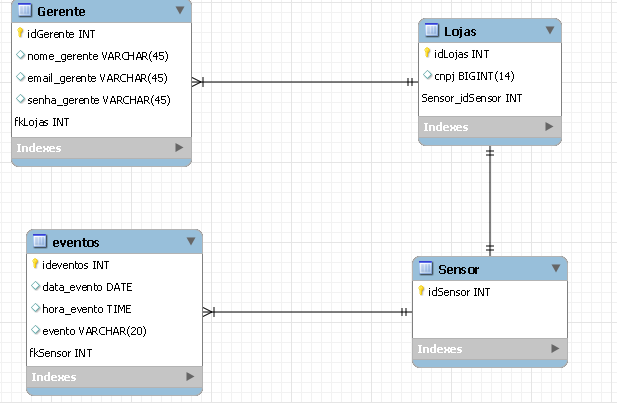 Gerente
idGerente INT
nome_gerente VARCHAR(45)
email_gerente VARCHAR(45)
senha_gerente VARCHAR(45)
fkLojas INT
Indexes
Lojas
idLojas INT
cnpj BIGINT(14)
Sensor_idSensor INT
Indexes
eventos
ideventos INT
data_evento DATE
hora_evento TIME
evento VARCHAR(20)
fkSensor INT
Indexes
Sensor
idSensor INT
Indexes